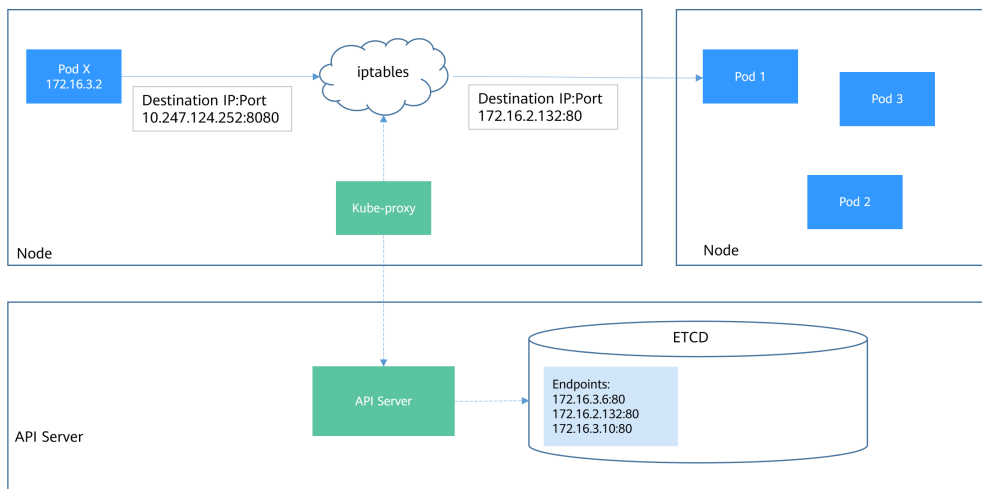 Pod X
172.16.3.2
Destination IP:Port
10.247.124.252:8080
iptables
Destination IP:Port
172.16.2.132:80
Kube-proxy
Node
Pod 1
Pod 3
Pod 2
Node
API Server
API Server
ETCD
Endpoints:
172.16.3.6:80
172.16.2.132:80
172.16.3.10:80